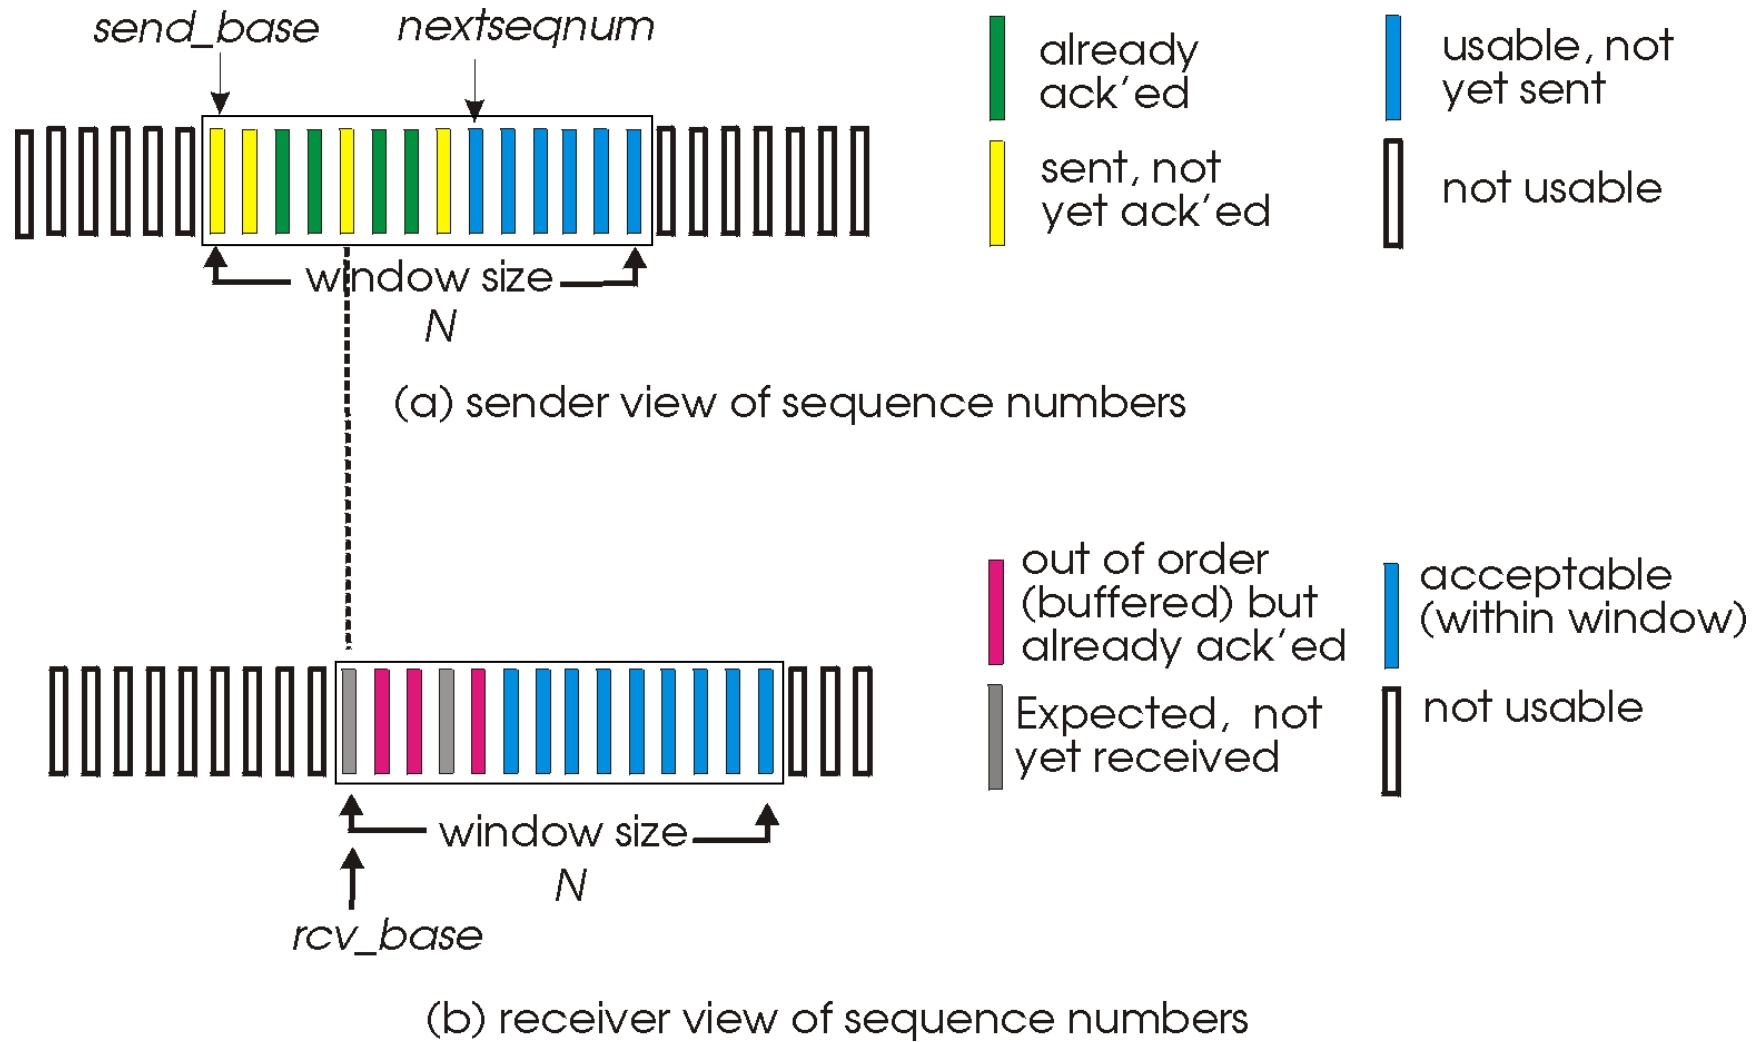 send_base
nextseqnum
already
ack'ed
usable, not
yet sent
sent, not
yet ack'ed
not usable
window size
N
(a) sender view of sequence numbers
out of order
(buffered) but
already ack'ed
acceptable
(within window)
Expected, not
yet received
not usable
window size
N
rcv_base
(b) receiver view of sequence numbers